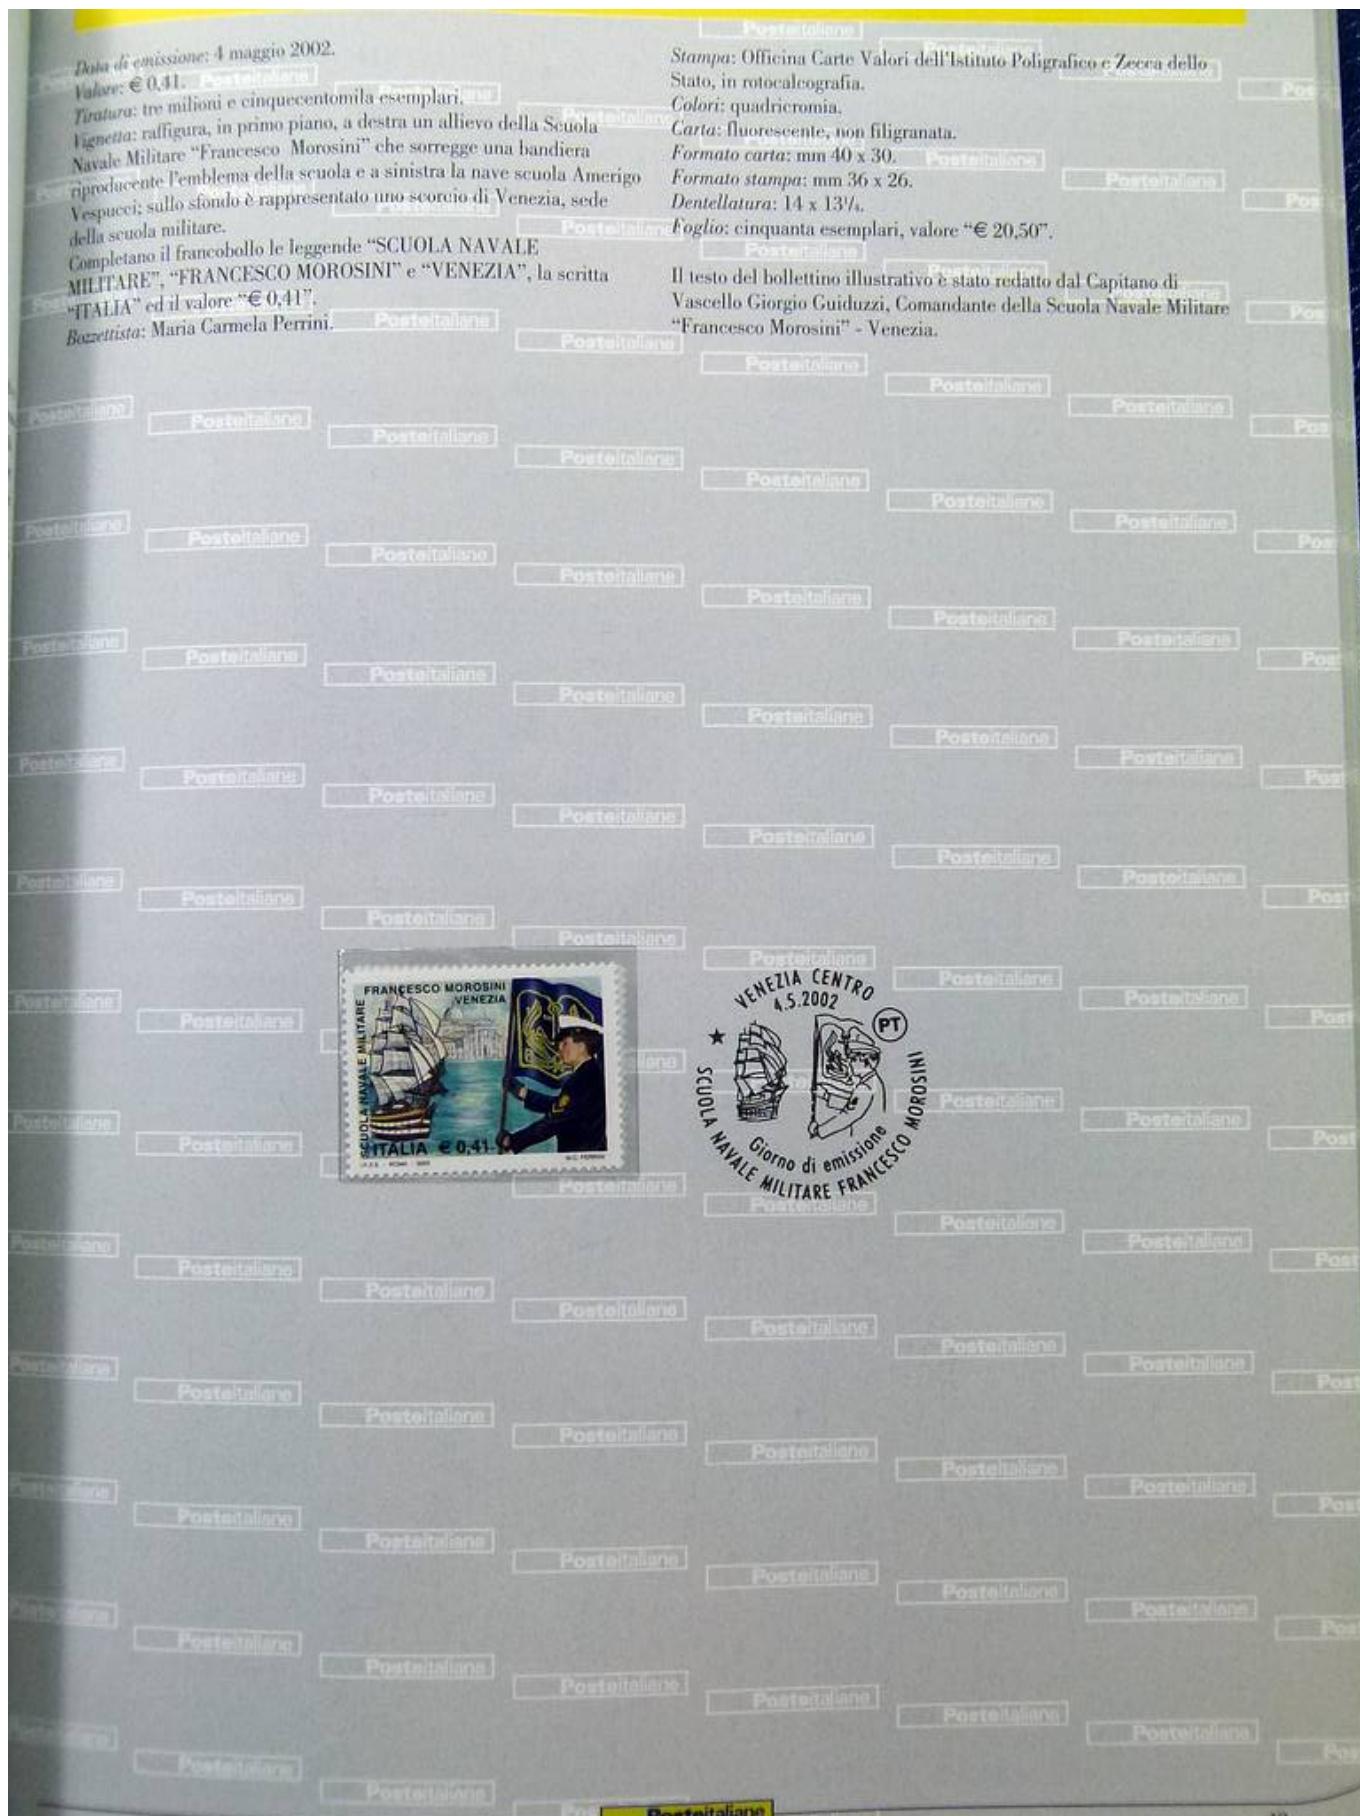 Data di emissione: 4 maggio 2002.
Valore: € 0,41.
Tiratura: tre milioni e cinquecentomila esemplari.
Vignetta: raffigura, in primo piano, a destra un allievo della Scuola
Navale Militare “Francesco Morosini” che sorregge una bandiera
riproducente l'emblema della scuola e a sinistra la nave scuola Amerigo
Vespucci; sullo sfondo è rappresentato uno scorcio di Venezia, sede
della scuola militare.
Completano il francobollo le leggende “SCUOLA NAVALE
MILITARE”, “FRANCESCO MOROSINI” e “VENEZIA”, la scritta
“ITALIA” ed il valore “€ 0,41”.
Bozzettista: Maria Carmela Perrini.
Stampa: Officina Carte Valori dell'Istituto Poligrafico e Zecca dello
Stato, in rotocalcografia.
Colori: quadricromia.
Carta: fluorescente, non filigranata.
Formato carta: mm 40 x 30.
Formato stampa: mm 36 x 26.
Dentellatura: 14 x 13¼.
Foglio: cinquanta esemplari, valore “€ 20,50”.
Il testo del bollettino illustrativo è stato redatto dal Capitano di
Vascello Giorgio Guiduzzi, Comandante della Scuola Navale Militare
“Francesco Morosini” - Venezia.
FRANCESCO MOROSINI
VENEZIA
SCUOLA NAVALE MILITARE
ITALIA € 0,41
VENEZIA CENTRO
4.5.2002
PT
Giorno di emissione
SCUOLA NAVALE MILITARE FRANCESCO MOROSINI
Posteitaliane